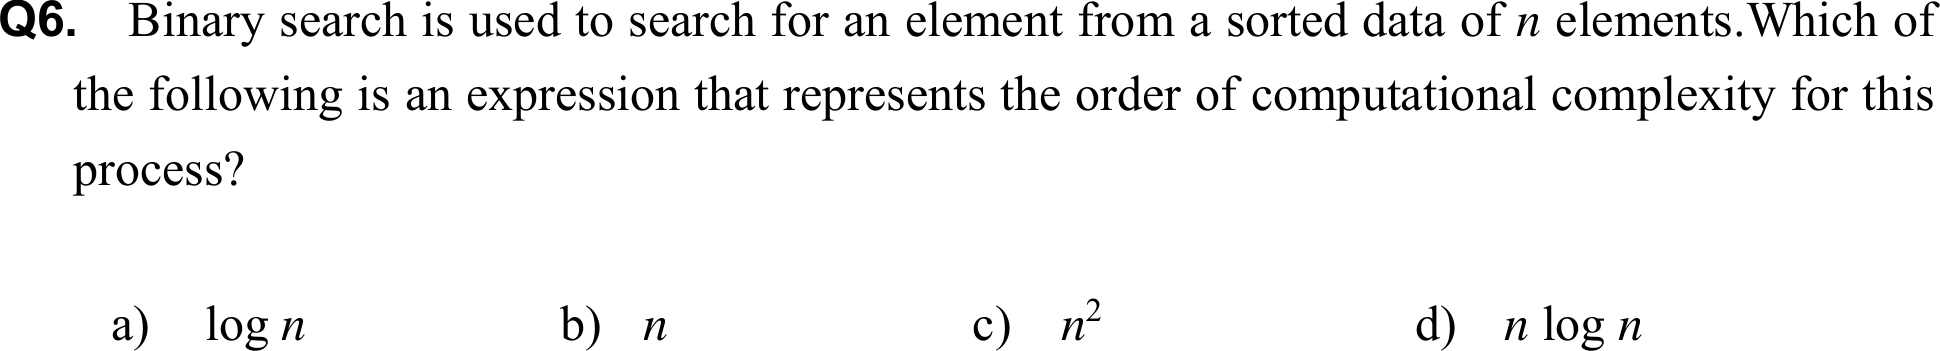 Q6. Binary search is used to search for an element from a sorted data of n elements.Which of
the following is an expression that represents the order of computational complexity for this
process?
a) log n b) n c) n² d) n log n